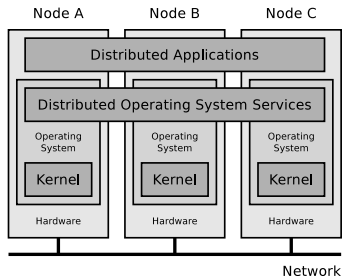 Node A Node B Node C
Distributed Applications
Distributed Operating System Services
Operating Operating Operating
System System System
Kernel Kernel Kernel
Hardware Hardware Hardware
Network